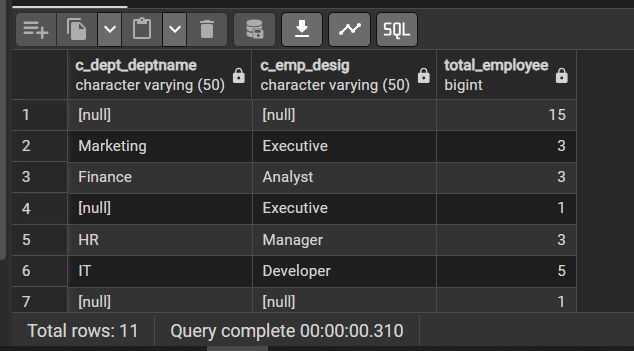 SQL
c_dept_deptname c_emp_desig total_employee
character varying (50) character varying (50) bigint
1 [null] [null] 15
2 Marketing Executive 3
3 Finance Analyst 3
4 [null] Executive 1
5 HR Manager 3
6 IT Developer 5
7 [null] [null] 1
Total rows: 11 Query complete 00:00:00.310